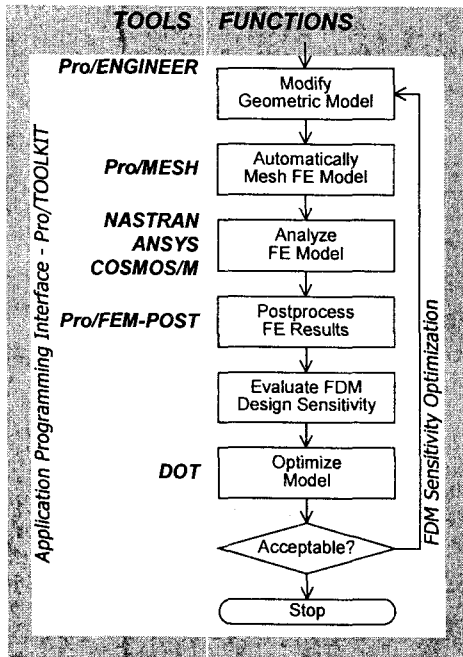 TOOLS FUNCTIONS
Pro/ENGINEER
Modify
Geometric Model
Pro/MESH
Automatically
Mesh FE Model
NASTRAN
ANSYS
COSMOS/M
Analyze
FE Model
Pro/FEM-POST
Postprocess
FE Results
Evaluate FDM
Design Sensitivity
DOT
Optimize
Model
Acceptable?
Stop
Application Programming Interface - Pro/TOOLKIT
FDM Sensitivity Optimization